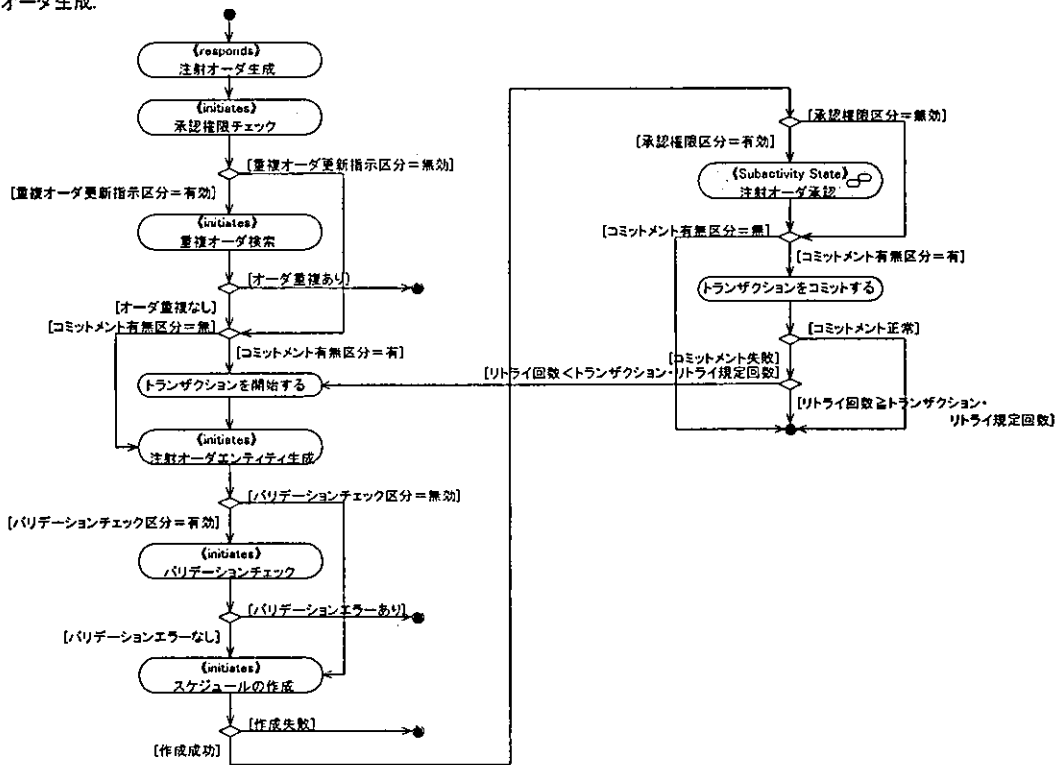 オーダ生成.
《responds》
注射オーダ生成
《initiates》
承認権限チェック
[重複オーダ更新指示区分＝無効]
[重複オーダ更新指示区分＝有効]
《initiates》
重複オーダ検索
[オーダ重複あり]
[オーダ重複なし]
[コミットメント有無区分＝無]
[コミットメント有無区分＝有]
トランザクションを開始する
《initiates》
注射オーダエンティティ生成
[バリデーションチェック区分＝無効]
[バリデーションチェック区分＝有効]
《initiates》
バリデーションチェック
[バリデーションエラーあり]
[バリデーションエラーなし]
《initiates》
スケジュールの作成
[作成失敗]
[作成成功]
[承認権限区分＝無効]
[承認権限区分＝有効]
《Subactivity State》
注射オーダ承認
[コミットメント有無区分＝無]
[コミットメント有無区分＝有]
トランザクションをコミットする
[コミットメント正常]
[コミットメント失敗]
[リトライ回数＜トランザクション・リトライ規定回数]
[リトライ回数≧トランザクション・
リトライ規定回数]